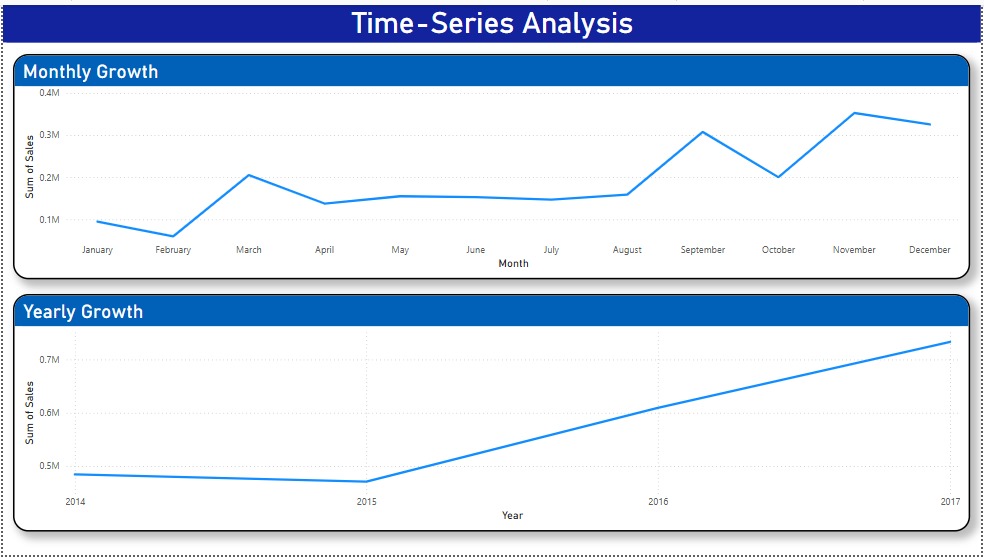 Time-Series Analysis
Monthly Growth
0.4M
0.3M
0.2M
0.1M
Sum of Sales
January February March April May June July August September October November December
Month
Yearly Growth
0.7M
0.6M
0.5M
Sum of Sales
2014 2015 2016 2017
Year